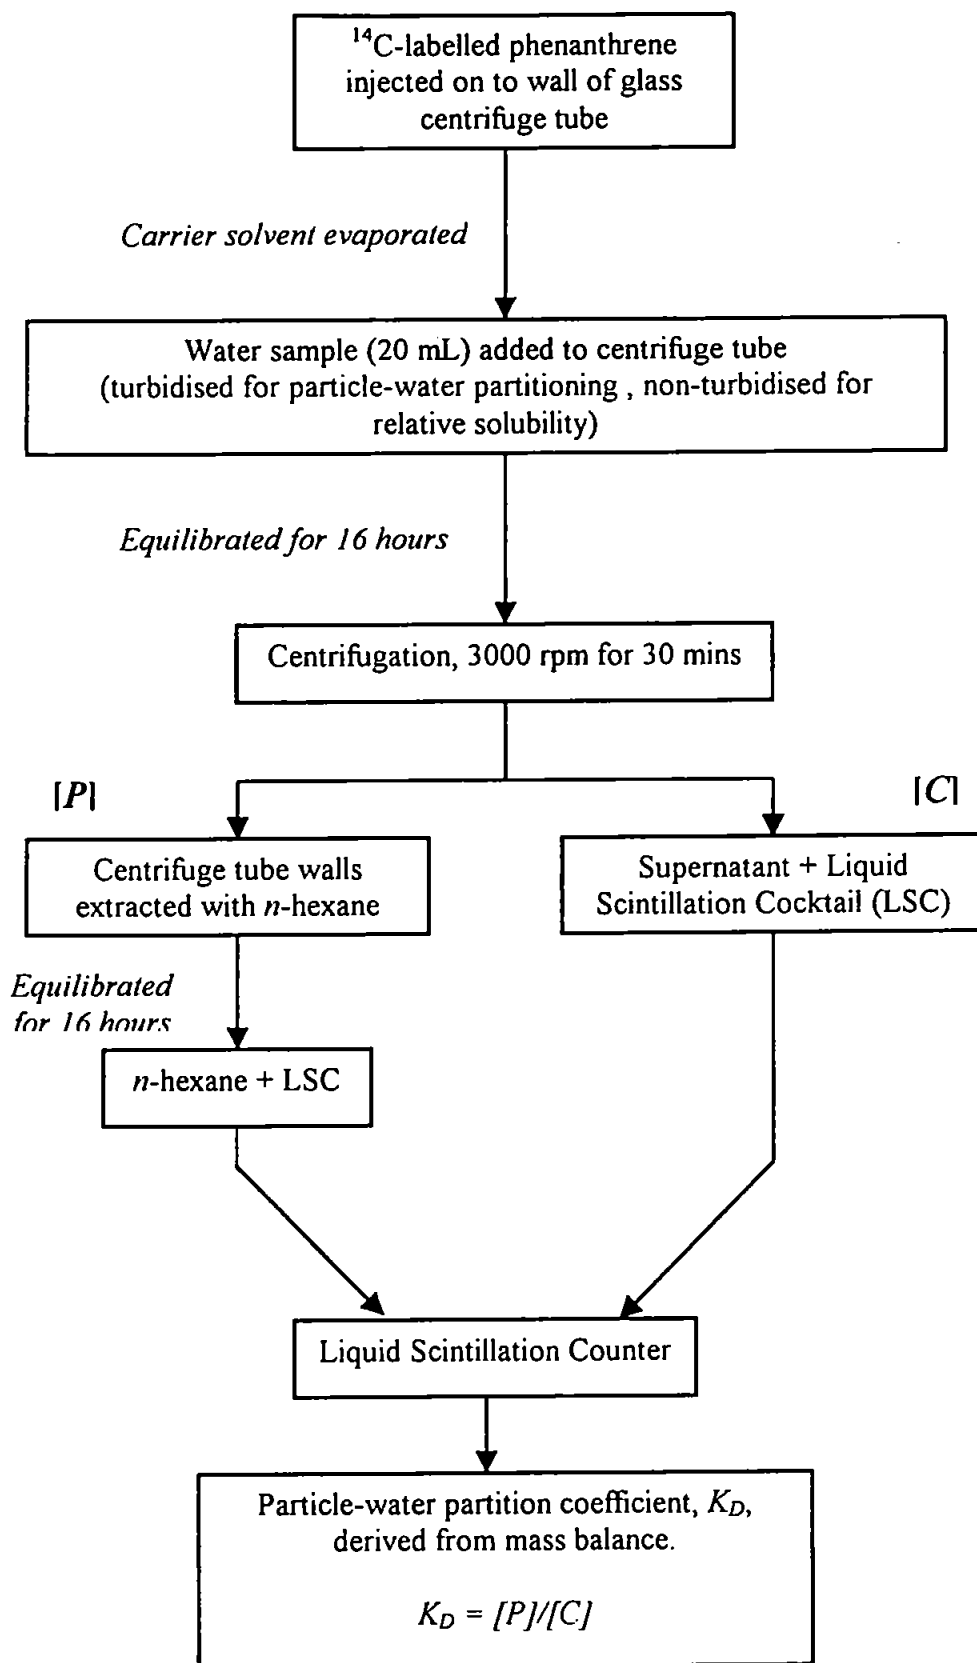 ¹⁴C-labelled phenanthrene
injected on to wall of glass
centrifuge tube
Carrier solvent evaporated
Water sample (20 mL) added to centrifuge tube
(turbidised for particle-water partitioning , non-turbidised for
relative solubility)
Equilibrated for 16 hours
Centrifugation, 3000 rpm for 30 mins
[P]
[C]
Centrifuge tube walls
extracted with n-hexane
Supernatant + Liquid
Scintillation Cocktail (LSC)
Equilibrated
for 16 hours
n-hexane + LSC
Liquid Scintillation Counter
Particle-water partition coefficient, K_D,
derived from mass balance.
K_D = [P]/[C]